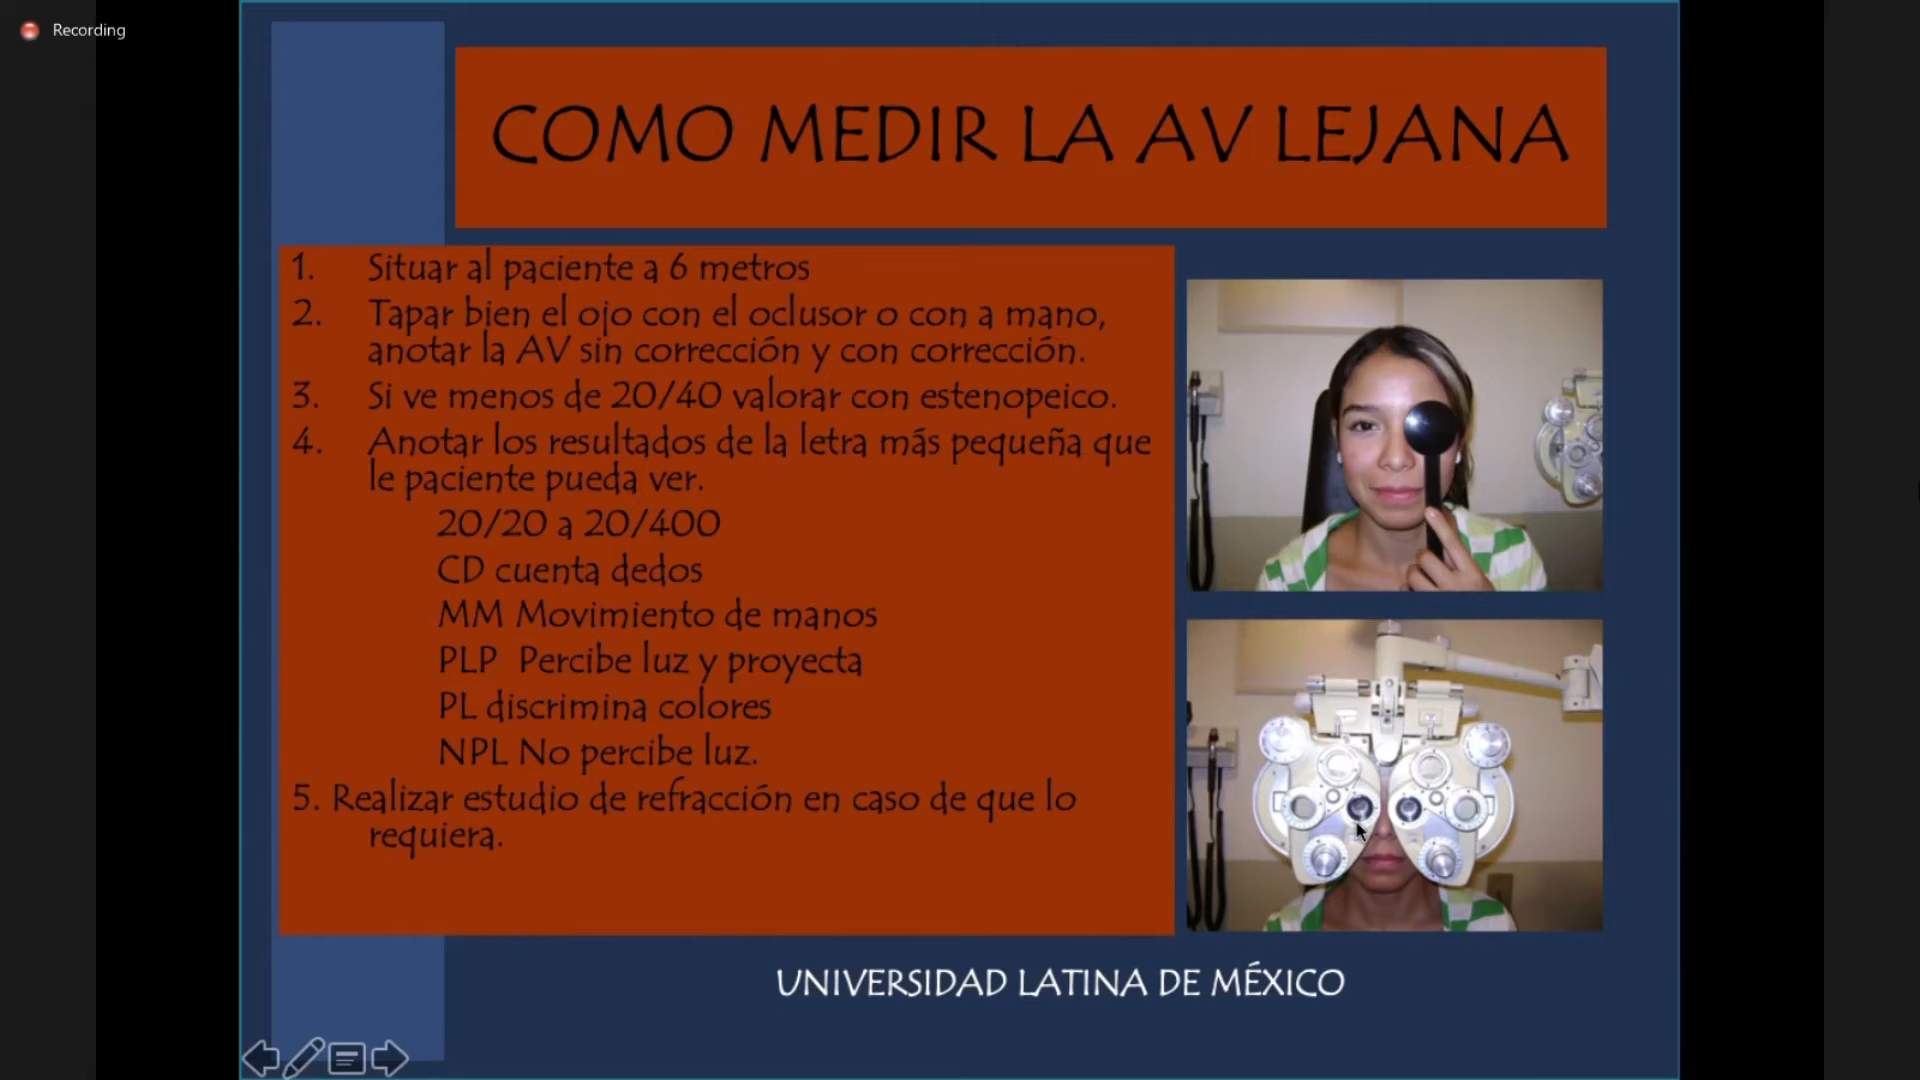 Recording
COMO MEDIR LA AV LEJANA
1. Situar al paciente a 6 metros
2. Tapar bien el ojo con el oclusor o con a mano,
anotar la AV sin corrección y con corrección.
3. Si ve menos de 20/40 valorar con estenopeico.
4. Anotar los resultados de la letra más pequeña que
le paciente pueda ver.
20/20 a 20/400
CD cuenta dedos
MM Movimiento de manos
PLP Percibe luz y proyecta
PL discrimina colores
NPL No percibe luz.
5. Realizar estudio de refracción en caso de que lo
requiera.
UNIVERSIDAD LATINA DE MÉXICO